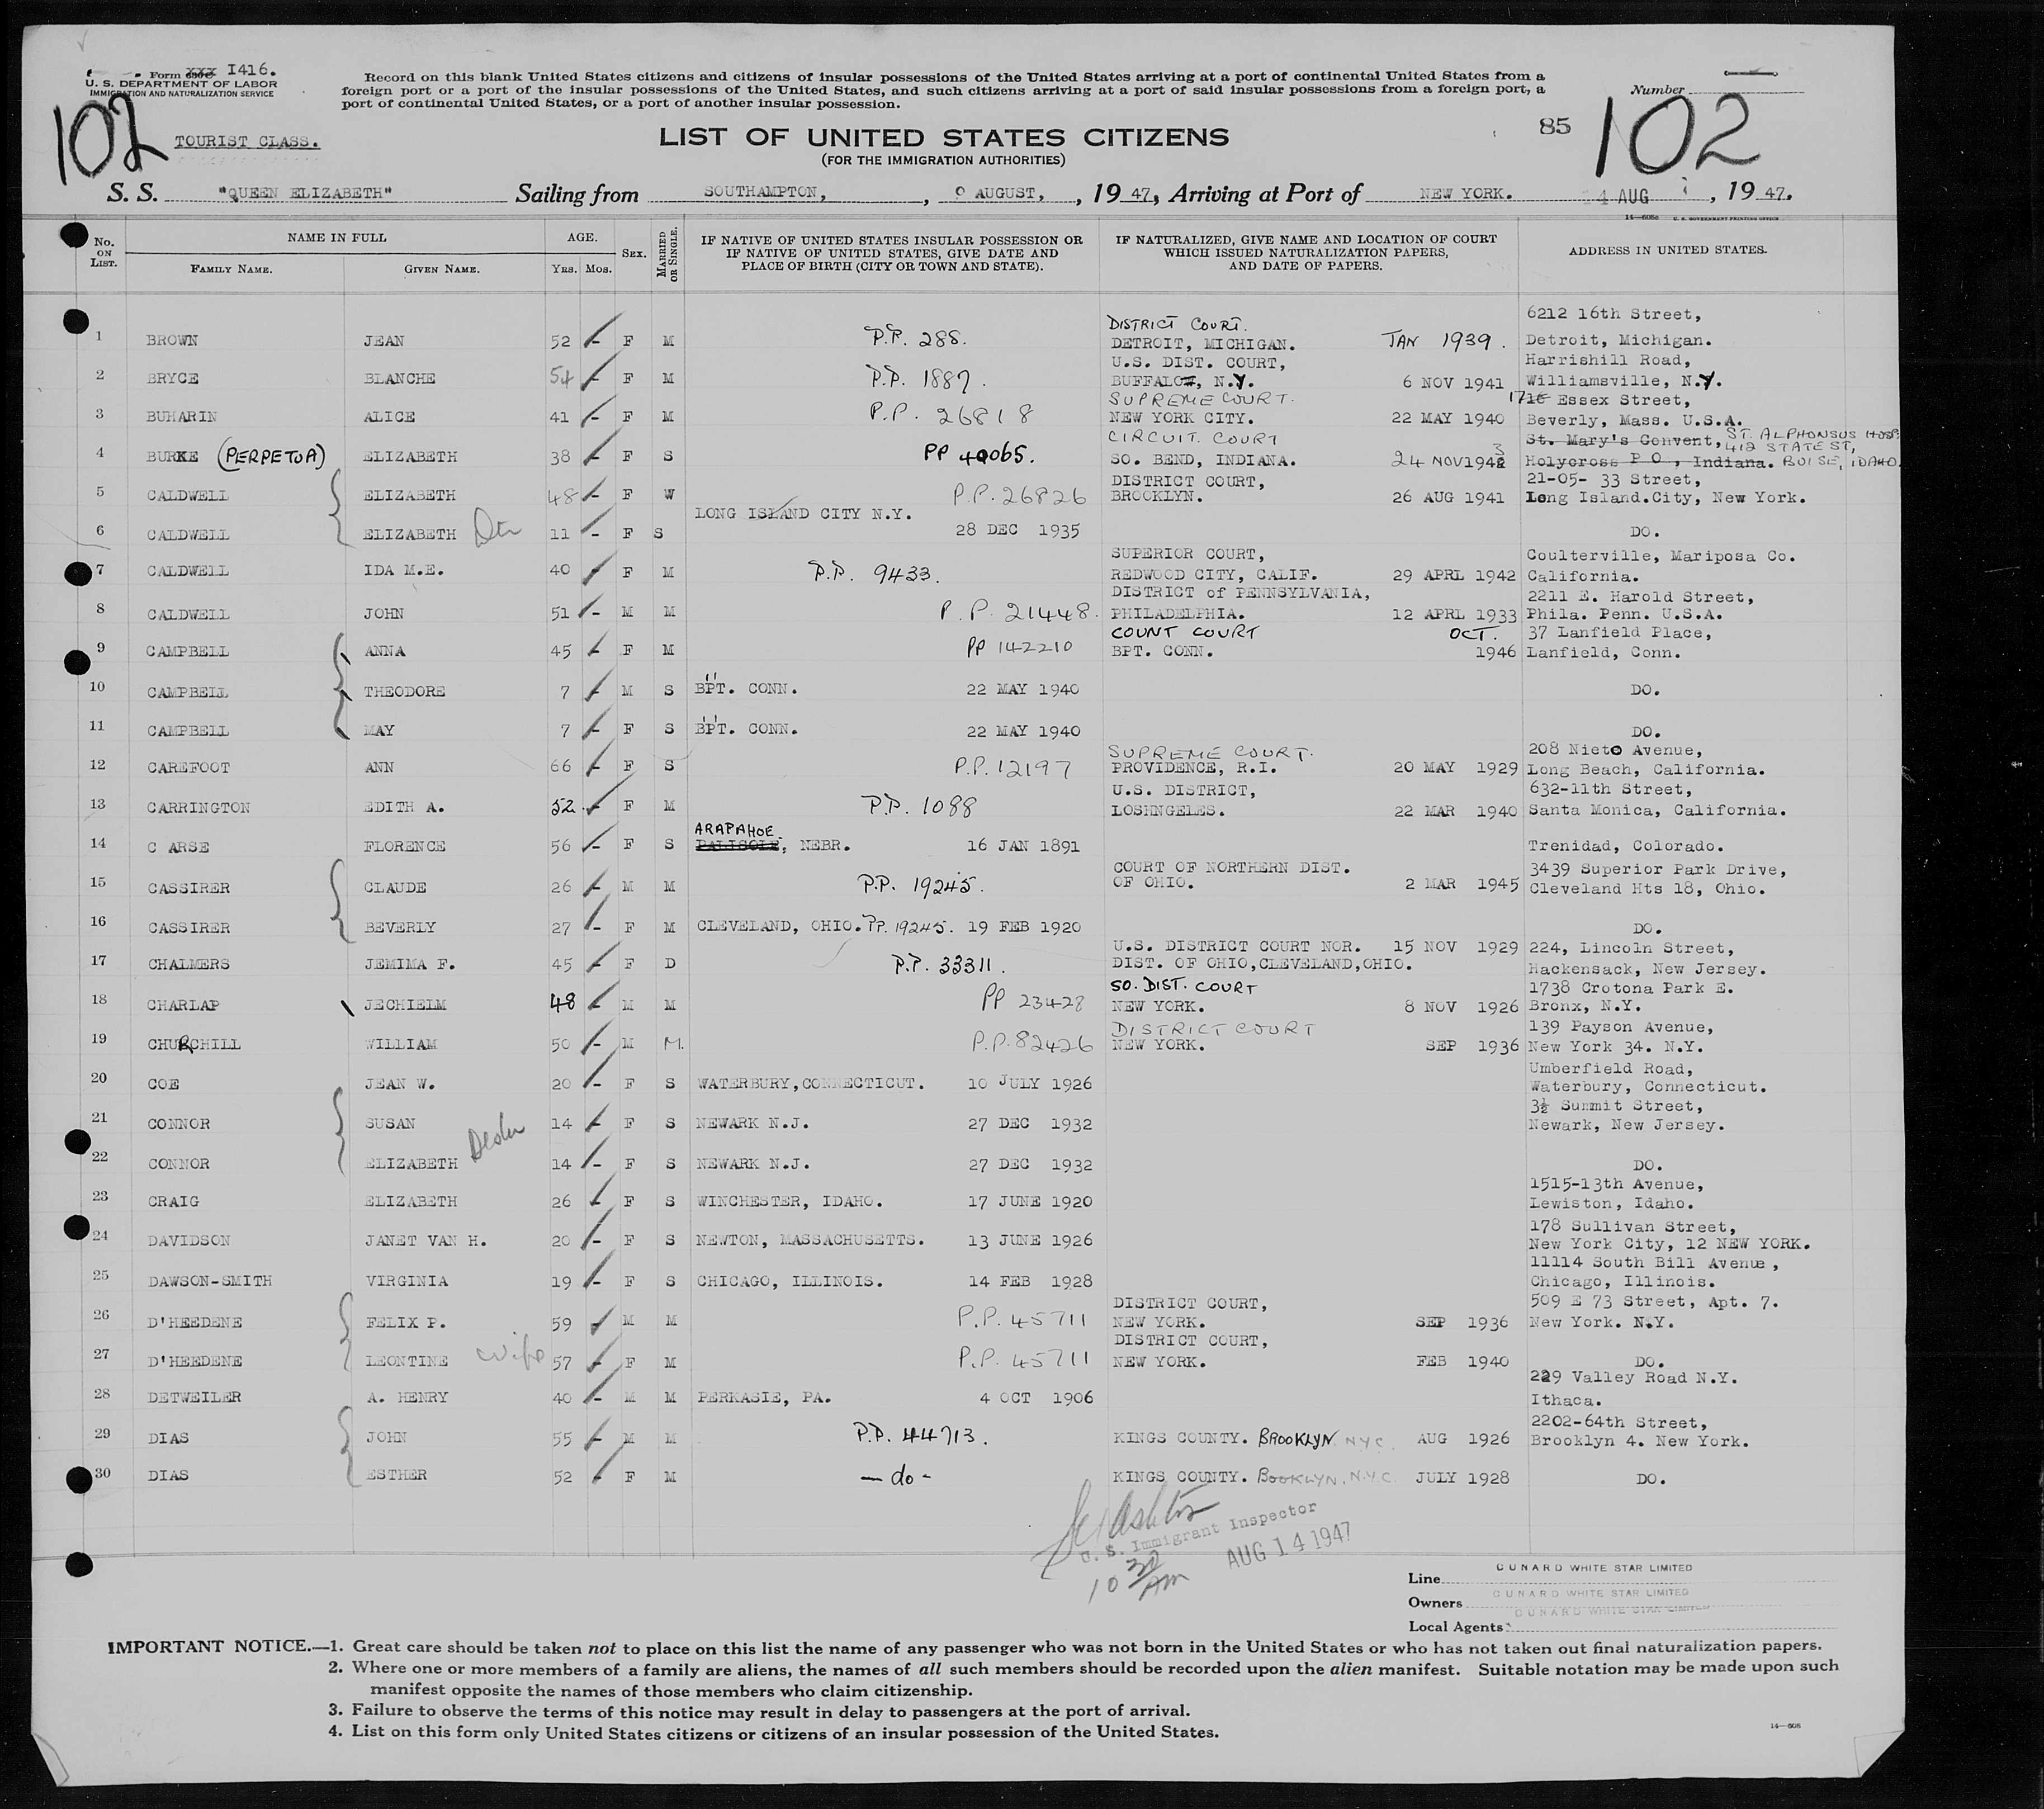 Form I416.
U. S. DEPARTMENT OF LABOR
IMMIGRATION AND NATURALIZATION SERVICE
Record on this blank United States citizens and citizens of insular possessions of the United States arriving at a port of continental United States from a
foreign port or a port of the insular possessions of the United States, and such citizens arriving at a port of said insular possessions from a foreign port, a
port of continental United States, or a port of another insular possession.
Number
102
TOURIST CLASS.
LIST OF UNITED STATES CITIZENS
(FOR THE IMMIGRATION AUTHORITIES)
85
102
S. S. "QUEEN ELIZABETH" Sailing from SOUTHAMPTON, AUGUST, 1947, Arriving at Port of NEW YORK. 4 AUG, 1947.
14—608a U. S. GOVERNMENT PRINTING OFFICE
No. ON LIST. NAME IN FULL FAMILY NAME. GIVEN NAME. AGE. YRS. MOS. SEX. MARRIED OR SINGLE. IF NATIVE OF UNITED STATES INSULAR POSSESSION OR IF NATIVE OF UNITED STATES, GIVE DATE AND PLACE OF BIRTH (CITY OR TOWN AND STATE). IF NATURALIZED, GIVE NAME AND LOCATION OF COURT WHICH ISSUED NATURALIZATION PAPERS, AND DATE OF PAPERS. ADDRESS IN UNITED STATES.
1 BROWN JEAN 52 - F M P.P. 288. DISTRICT COURT. DETROIT, MICHIGAN. JAN 1939. 6212 16th Street, Detroit, Michigan.
2 BRYCE BLANCHE 54 - F M P.P. 1887. U.S. DIST. COURT, BUFFALO, N.Y. 6 NOV 1941 Harrishill Road, Williamsville, N.Y.
3 BUHARIN ALICE 41 - F M P.P. 26818 SUPREME COURT. NEW YORK CITY. 22 MAY 1940 Essex Street, Beverly, Mass. U.S.A.
4 BURKE (PERPETUA) ELIZABETH 38 - F S PP 40065. CIRCUIT. COURT SO. BEND, INDIANA. 24 NOV 1943 St. Mary's Convent, Holycross P O, Indiana. ST. ALPHONSUS HOSP. 412 STATE ST, BOISE, IDAHO.
5 CALDWELL ELIZABETH 48 - F W P.P. 26826 DISTRICT COURT, BROOKLYN. 26 AUG 1941 21-05- 33 Street, Long Island.City, New York.
6 CALDWELL ELIZABETH Dtr 11 - F S LONG ISLAND CITY N.Y. 28 DEC 1935 DO.
7 CALDWELL IDA M.E. 40 - F M P.P. 9433. SUPERIOR COURT, REDWOOD CITY, CALIF. 29 APRL 1942 Coulterville, Mariposa Co. California.
8 CALDWELL JOHN 51 - M M P.P. 21448. DISTRICT of PENNSYLVANIA, PHILADELPHIA. 12 APRL 1933 2211 E. Harold Street, Phila. Penn. U.S.A.
9 CAMPBELL ANNA 45 - F M PP 142210 COUNT COURT BPT. CONN. OCT. 1946 37 Lanfield Place, Lanfield, Conn.
10 CAMPBELL THEODORE 7 - M S BPT. CONN. 22 MAY 1940 DO.
11 CAMPBELL MAY 7 - F S BPT. CONN. 22 MAY 1940 DO.
12 CAREFOOT ANN 66 - F S P.P. 12197 SUPREME COURT. PROVIDENCE, R.I. 20 MAY 1929 208 Nieto Avenue, Long Beach, California.
13 CARRINGTON EDITH A. 52 - F M P.P. 1088 U.S. DISTRICT, LOSHNGELES. 22 MAR 1940 632-11th Street, Santa Monica, California.
14 C ARSE FLORENCE 56 - F S ARAPAHOE, NEBR. 16 JAN 1891 Trenidad, Colorado.
15 CASSIRER CLAUDE 26 - M M P.P. 19245. COURT OF NORTHERN DIST. OF OHIO. 2 MAR 1945 3439 Superior Park Drive, Cleveland Hts 18, Ohio.
16 CASSIRER BEVERLY 27 - F M CLEVELAND, OHIO. PP. 19245. 19 FEB 1920 DO.
17 CHALMERS JEMIMA F. 45 - F D P.P. 33311. U.S. DISTRICT COURT NOR. DIST. OF OHIO,CLEVELAND,OHIO. 15 NOV 1929 224, Lincoln Street, Hackensack, New Jersey.
18 CHARLAP JECHIELM 48 - M M PP 23428 SO. DIST. COURT NEW YORK. 8 NOV 1926 1738 Crotona Park E. Bronx, N.Y.
19 CHURCHILL WILLIAM 50 - M M. P.P. 82426 DISTRICT COURT NEW YORK. SEP 1936 139 Payson Avenue, New York 34. N.Y.
20 COE JEAN W. 20 - F S WATERBURY,CONNECTICUT. 10 JULY 1926 Umberfield Road, Waterbury, Connecticut.
21 CONNOR SUSAN 14 - F S NEWARK N.J. 27 DEC 1932 3½ Summit Street, Newark, New Jersey.
22 CONNOR ELIZABETH 14 - F S NEWARK N.J. 27 DEC 1932 DO.
23 CRAIG ELIZABETH 26 - F S WINCHESTER, IDAHO. 17 JUNE 1920 1515-13th Avenue, Lewiston, Idaho.
24 DAVIDSON JANET VAN H. 20 - F S NEWTON, MASSACHUSETTS. 13 JUNE 1926 178 Sullivan Street, New York City, 12 NEW YORK.
25 DAWSON-SMITH VIRGINIA 19 - F S CHICAGO, ILLINOIS. 14 FEB 1928 11114 South Bill Avenue, Chicago, Illinois.
26 D'HEEDENE FELIX P. 59 - M M P.P. 45711 DISTRICT COURT, NEW YORK. SEP 1936 509 E 73 Street, Apt. 7. New York. N.Y.
27 D'HEEDENE LEONTINE wife 57 - F M P.P. 45711 DISTRICT COURT, NEW YORK. FEB 1940 DO.
28 DETWEILER A. HENRY 40 - M M PERKASIE, PA. 4 OCT 1906 229 Valley Road N.Y. Ithaca.
29 DIAS JOHN 55 - M M P.P. 44713. KINGS COUNTY. BROOKLYN NYC AUG 1926 2202-64th Street, Brooklyn 4. New York.
30 DIAS ESTHER 52 - F M — do - KINGS COUNTY. BOOKLYN, N.Y.C. JULY 1928 DO.
U. S. Immigrant Inspector
AUG 14 1947
10 30 AM
Line CUNARD WHITE STAR LIMITED
Owners CUNARD WHITE STAR LIMITED
Local Agents CUNARD WHITE STAR LIMITED
IMPORTANT NOTICE.—1. Great care should be taken not to place on this list the name of any passenger who was not born in the United States or who has not taken out final naturalization papers.
2. Where one or more members of a family are aliens, the names of all such members should be recorded upon the alien manifest. Suitable notation may be made upon such
manifest opposite the names of those members who claim citizenship.
3. Failure to observe the terms of this notice may result in delay to passengers at the port of arrival.
4. List on this form only United States citizens or citizens of an insular possession of the United States.
14—608